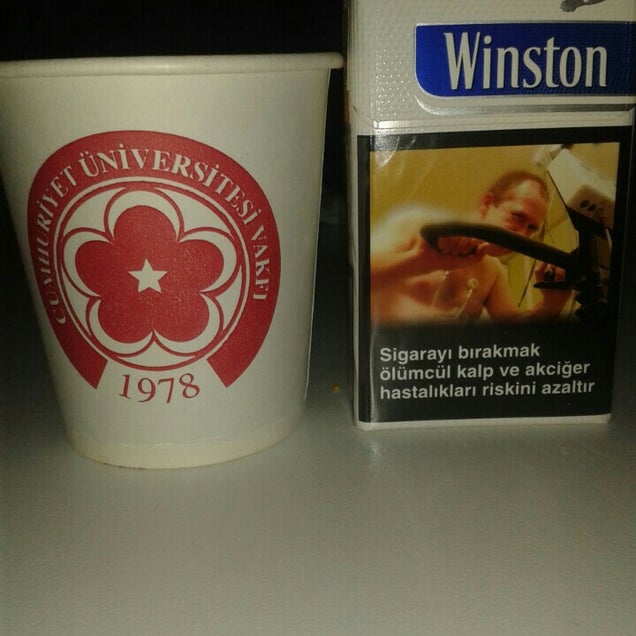 CUMHURİYET ÜNİVERSİTESİ VAKFI
1978
Winston
Sigarayı bırakmak
ölümcül kalp ve akciğer
hastalıkları riskini azaltır